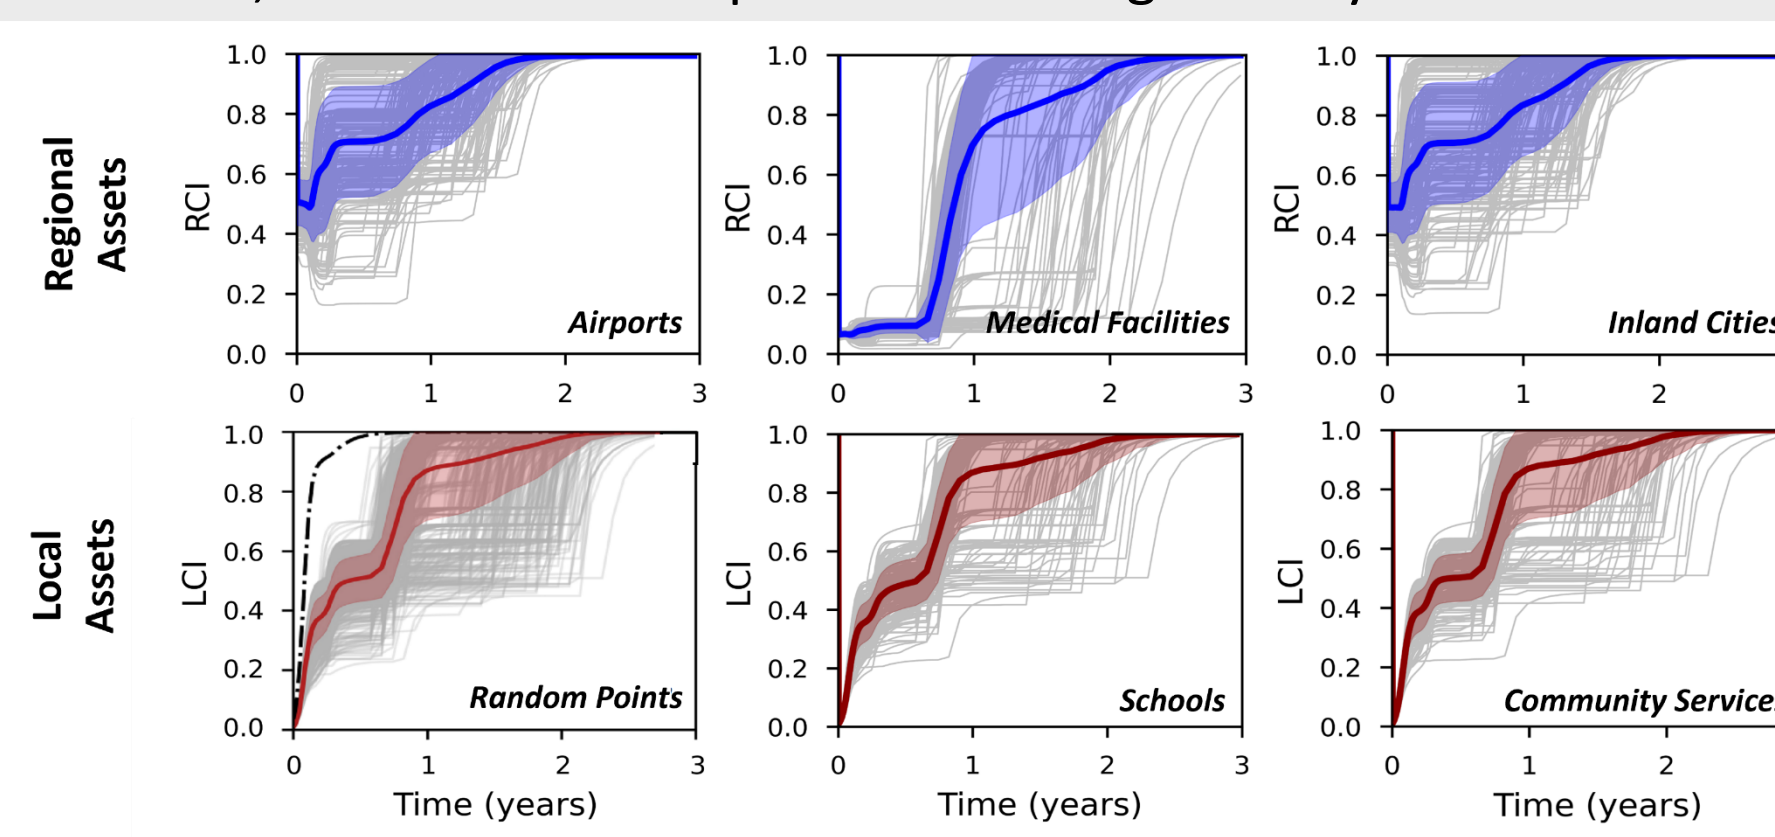 Regional
Assets
RCI
1.0
0.8
0.6
0.4
0.2
0.0
0 1 2 3
Airports
RCI
1.0
0.8
0.6
0.4
0.2
0.0
0 1 2 3
Medical Facilities
RCI
1.0
0.8
0.6
0.4
0.2
0.0
0 1 2
Inland Cities
Local
Assets
LCI
1.0
0.8
0.6
0.4
0.2
0.0
0 1 2 3
Random Points
Time (years)
LCI
1.0
0.8
0.6
0.4
0.2
0.0
0 1 2 3
Schools
Time (years)
LCI
1.0
0.8
0.6
0.4
0.2
0.0
0 1 2
Community Service
Time (years)